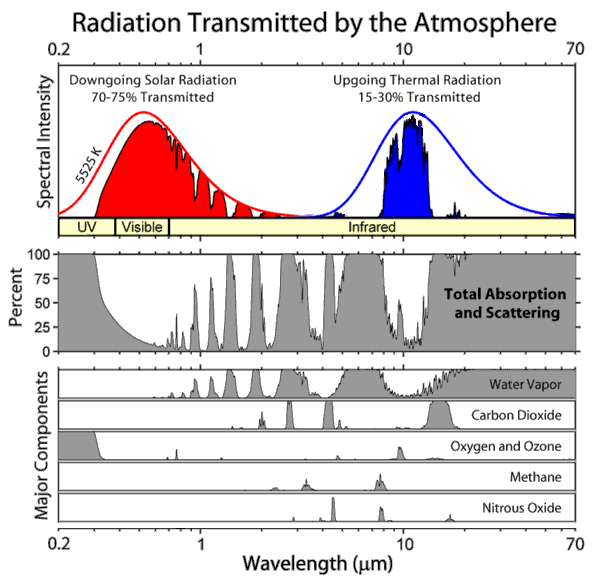 Radiation Transmitted by the Atmosphere
0.2 1 10 70
Downgoing Solar Radiation
70-75% Transmitted
Upgoing Thermal Radiation
15-30% Transmitted
Spectral Intensity
5525 K
UV Visible Infrared
Percent
100
75
50
25
0
Total Absorption
and Scattering
Major Components
Water Vapor
Carbon Dioxide
Oxygen and Ozone
Methane
Nitrous Oxide
0.2 1 10 70
Wavelength (μm)